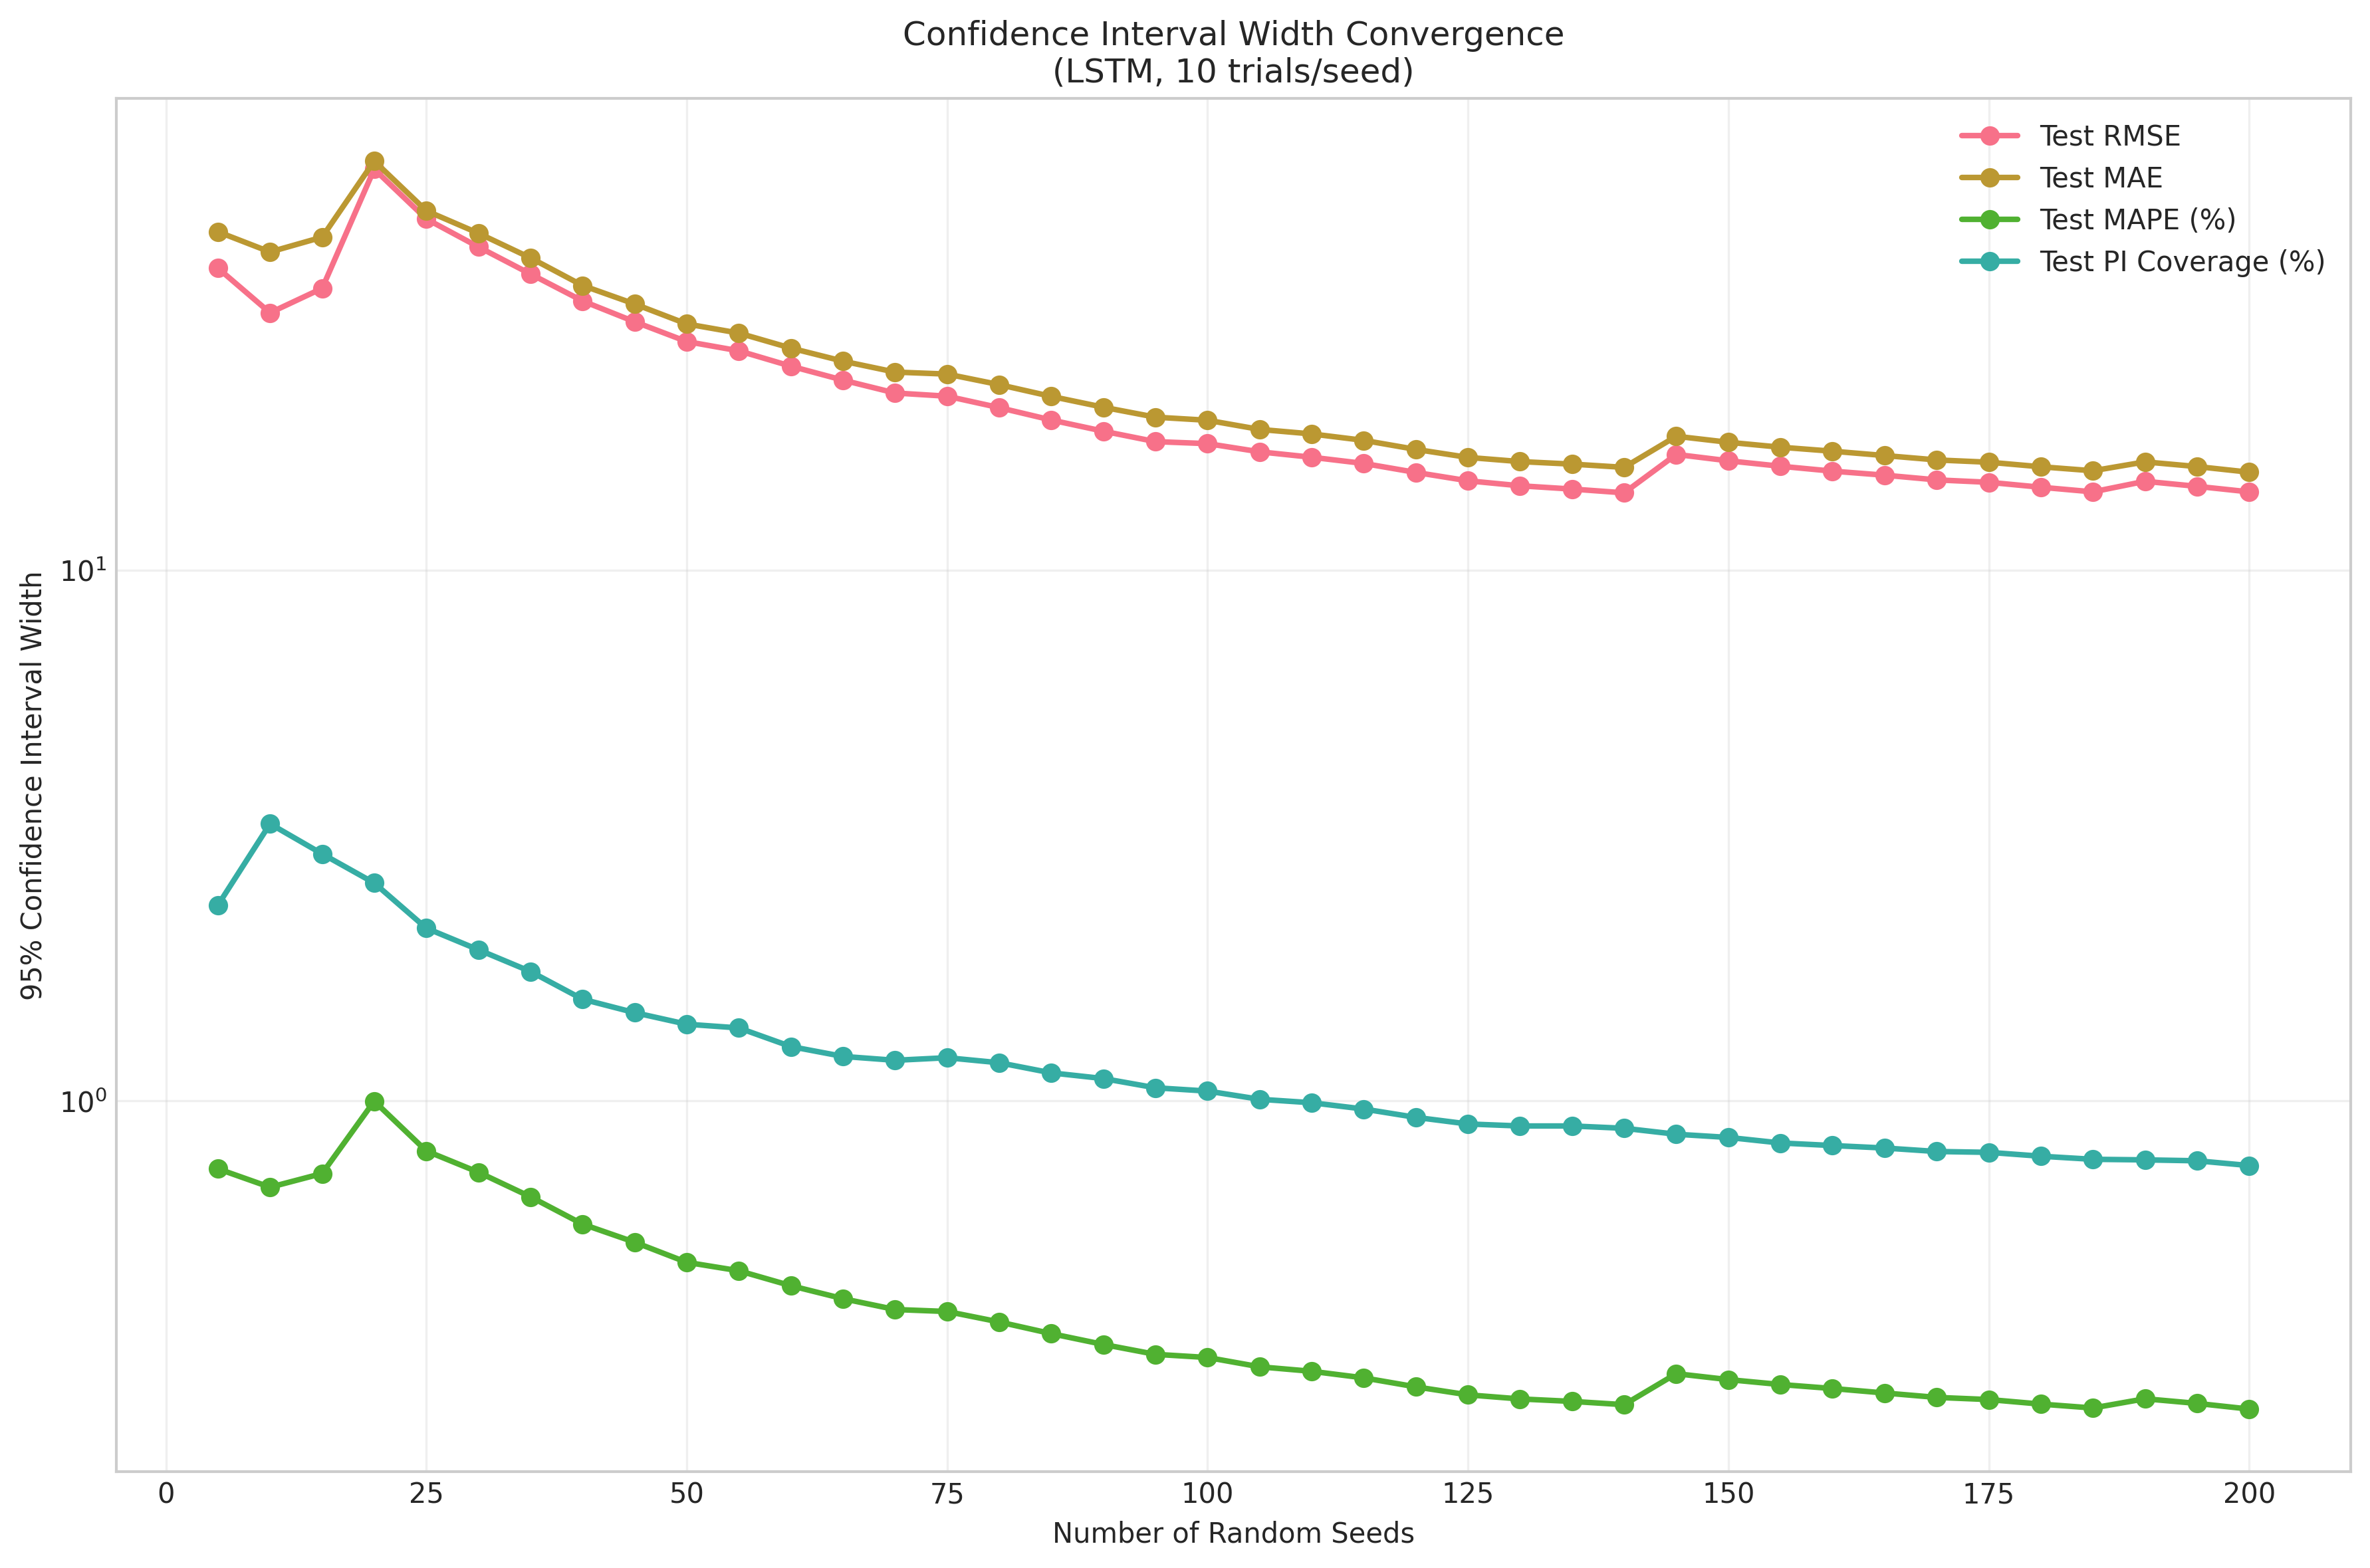 Confidence Interval Width Convergence
(LSTM, 10 trials/seed)
Test RMSE
Test MAE
Test MAPE (%)
Test PI Coverage (%)
95% Confidence Interval Width
10¹
10⁰
0 25 50 75 100 125 150 175 200
Number of Random Seeds